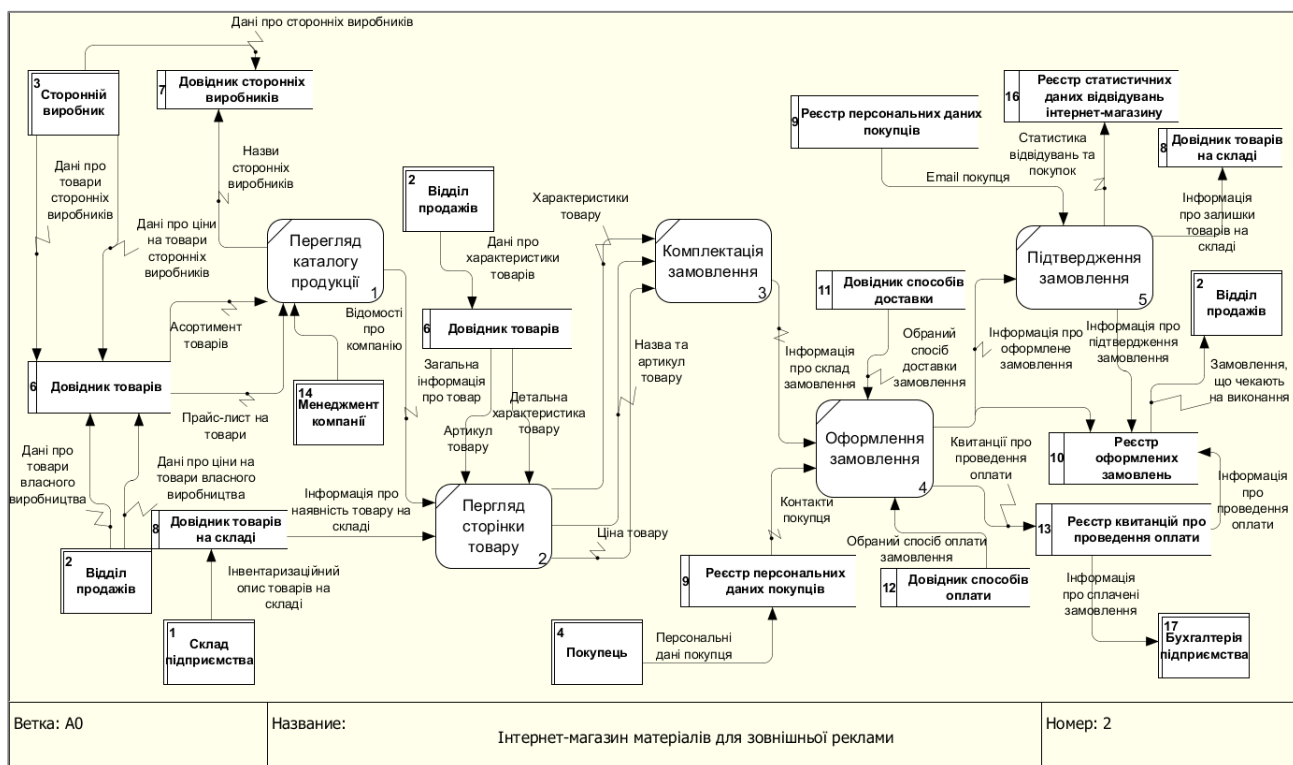 Дані про сторонніх виробників
3
Сторонній
виробник
7
Довідник сторонніх
виробників
Дані про
товари
сторонніх
виробників
Назви
сторонніх
виробників
Дані про ціни
на товари
сторонніх
виробників
Перегляд
каталогу
продукції
1
Асортимент
товарів
6
Довідник товарів
Прайс-лист на
товари
14
Менеджмент
компанії
Відомості
про
компанію
Дані про
товари
власного
виробництва
Дані про ціни на
товари власного
виробництва
2
Відділ
продажів
8
Довідник товарів
на складі
Інвентаризаційний
опис товарів на
складі
1
Склад
підприємства
Інформація про
наявність товару на
складі
2
Відділ
продажів
Дані про
характеристики
товарів
6
Довідник товарів
Загальна
інформація
про товар
Артикул
товару
Детальна
характеристика
товару
Пергляд
сторінки
товару
2
Характеристики
товару
Назва та
артикул
товару
Ціна товару
Комплектація
замовлення
3
Інформація
про склад
замовлення
4
Покупець
Персональні
дані покупця
9
Реєстр персональних
даних покупців
Контакти
покупця
11
Довідник способів
доставки
Обраний
спосіб
доставки
замовлення
Оформлення
замовлення
4
Обраний спосіб оплати
замовлення
12
Довідник способів
оплати
9
Реєстр персональних даних
покупців
Email покупця
16
Реєстр статистичних
даних відвідувань
інтернет-магазину
Статистика
відвідувань та
покупок
8
Довідник товарів
на складі
Інформація
про залишки
товарів на
складі
Підтвердження
замовлення
5
Інформація про
оформлене
замовлення
Інформація про
підтвердження
замовлення
2
Відділ
продажів
Замовлення,
що чекають
на виконання
10
Реєстр
оформлених
замовлень
Квитанції про
проведення
оплати
13
Реєстр квитанцій про
проведення оплати
Інформація
про
проведення
оплати
Інформація
про сплачені
замовлення
17
Бухгалтерія
підприємства
Ветка: A0
Название:
Інтернет-магазин матеріалів для зовнішньої реклами
Номер: 2